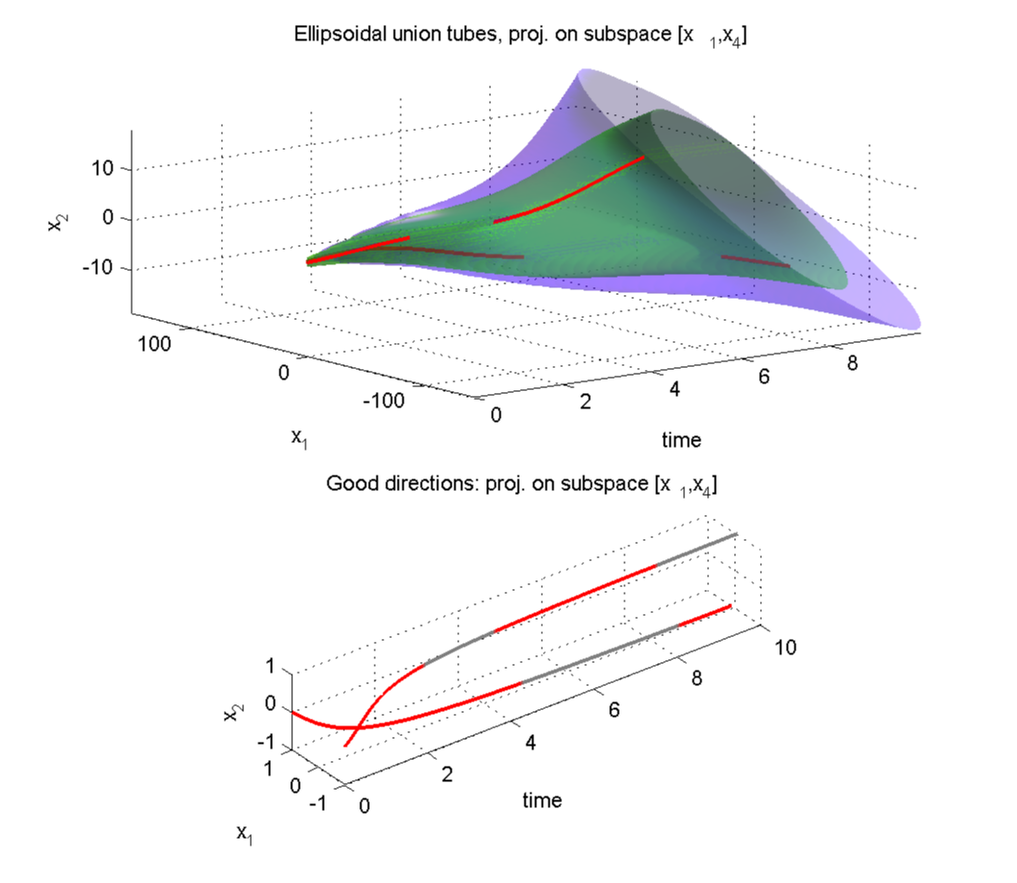 Ellipsoidal union tubes, proj. on subspace [x 1,x4]
10
0
-10
x2
100
0
-100
x1
0
2
4
6
8
time
Good directions: proj. on subspace [x 1,x4]
1
0
-1
x2
1
0
-1
x1
0
2
4
6
8
10
time